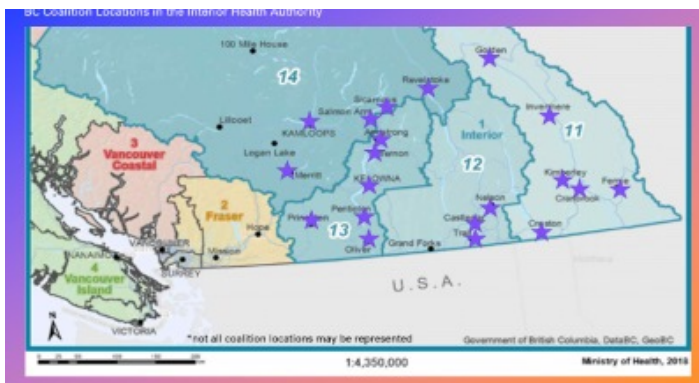 BC Coalition Locations in the Interior Health Authority
100 Mile House
Golden
14
Revelstoke
Sicamous
Salmon Arm
Invermere
11
Lillooet
KAMLOOPS
Armstrong
1
Interior
3
Vancouver
Coastal
Logan Lake
Vernon
12
Merritt
Kimberley
Fernie
KELOWNA
Cranbrook
2
Fraser
Nelson
Princeton
Penticton
Castlegar
Hope
13
Trail
Creston
VANCOUVER
Mission
Oliver
Grand Forks
NANAIMO
SURREY
4
Vancouver
Island
U.S.A.
N
VICTORIA
*not all coalition locations may be represented
Government of British Columbia, DataBC, GeoBC
1:4,350,000
Ministry of Health, 2018